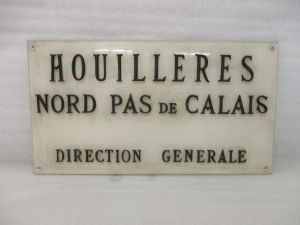 HOUILLERES
NORD PAS DE CALAIS
DIRECTION GENERALE